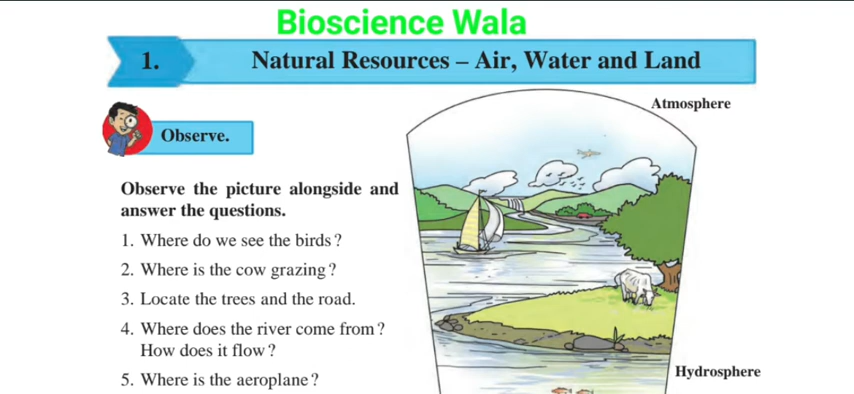 Bioscience Wala
1. Natural Resources – Air, Water and Land
Observe.
Observe the picture alongside and
answer the questions.
1. Where do we see the birds?
2. Where is the cow grazing?
3. Locate the trees and the road.
4. Where does the river come from?
How does it flow?
5. Where is the aeroplane?
Atmosphere
Hydrosphere